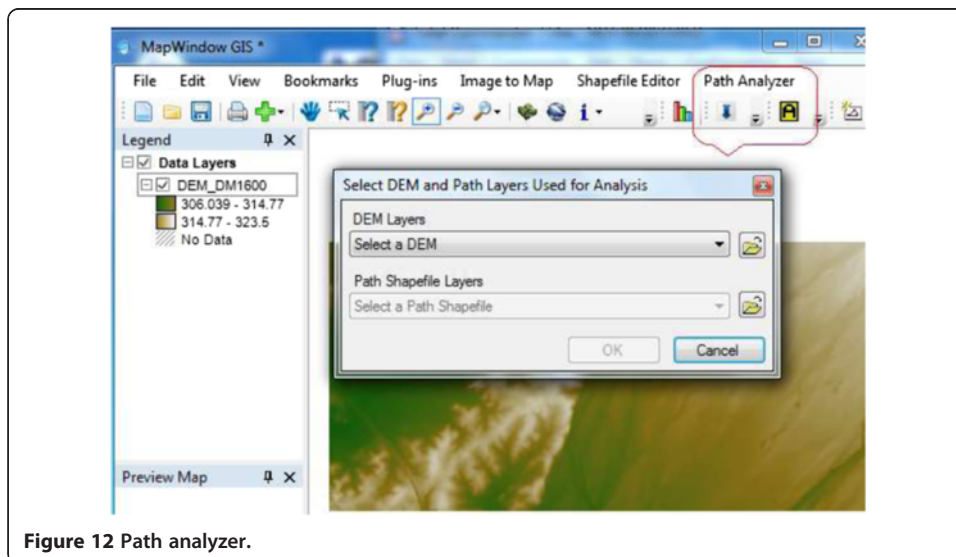 MapWindow GIS *
File Edit View Bookmarks Plug-ins Image to Map Shapefile Editor Path Analyzer
Legend
Data Layers
DEM_DM1600
306.039 - 314.77
314.77 - 323.5
No Data
Select DEM and Path Layers Used for Analysis
DEM Layers
Select a DEM
Path Shapefile Layers
Select a Path Shapefile
OK Cancel
Preview Map
Figure 12 Path analyzer.